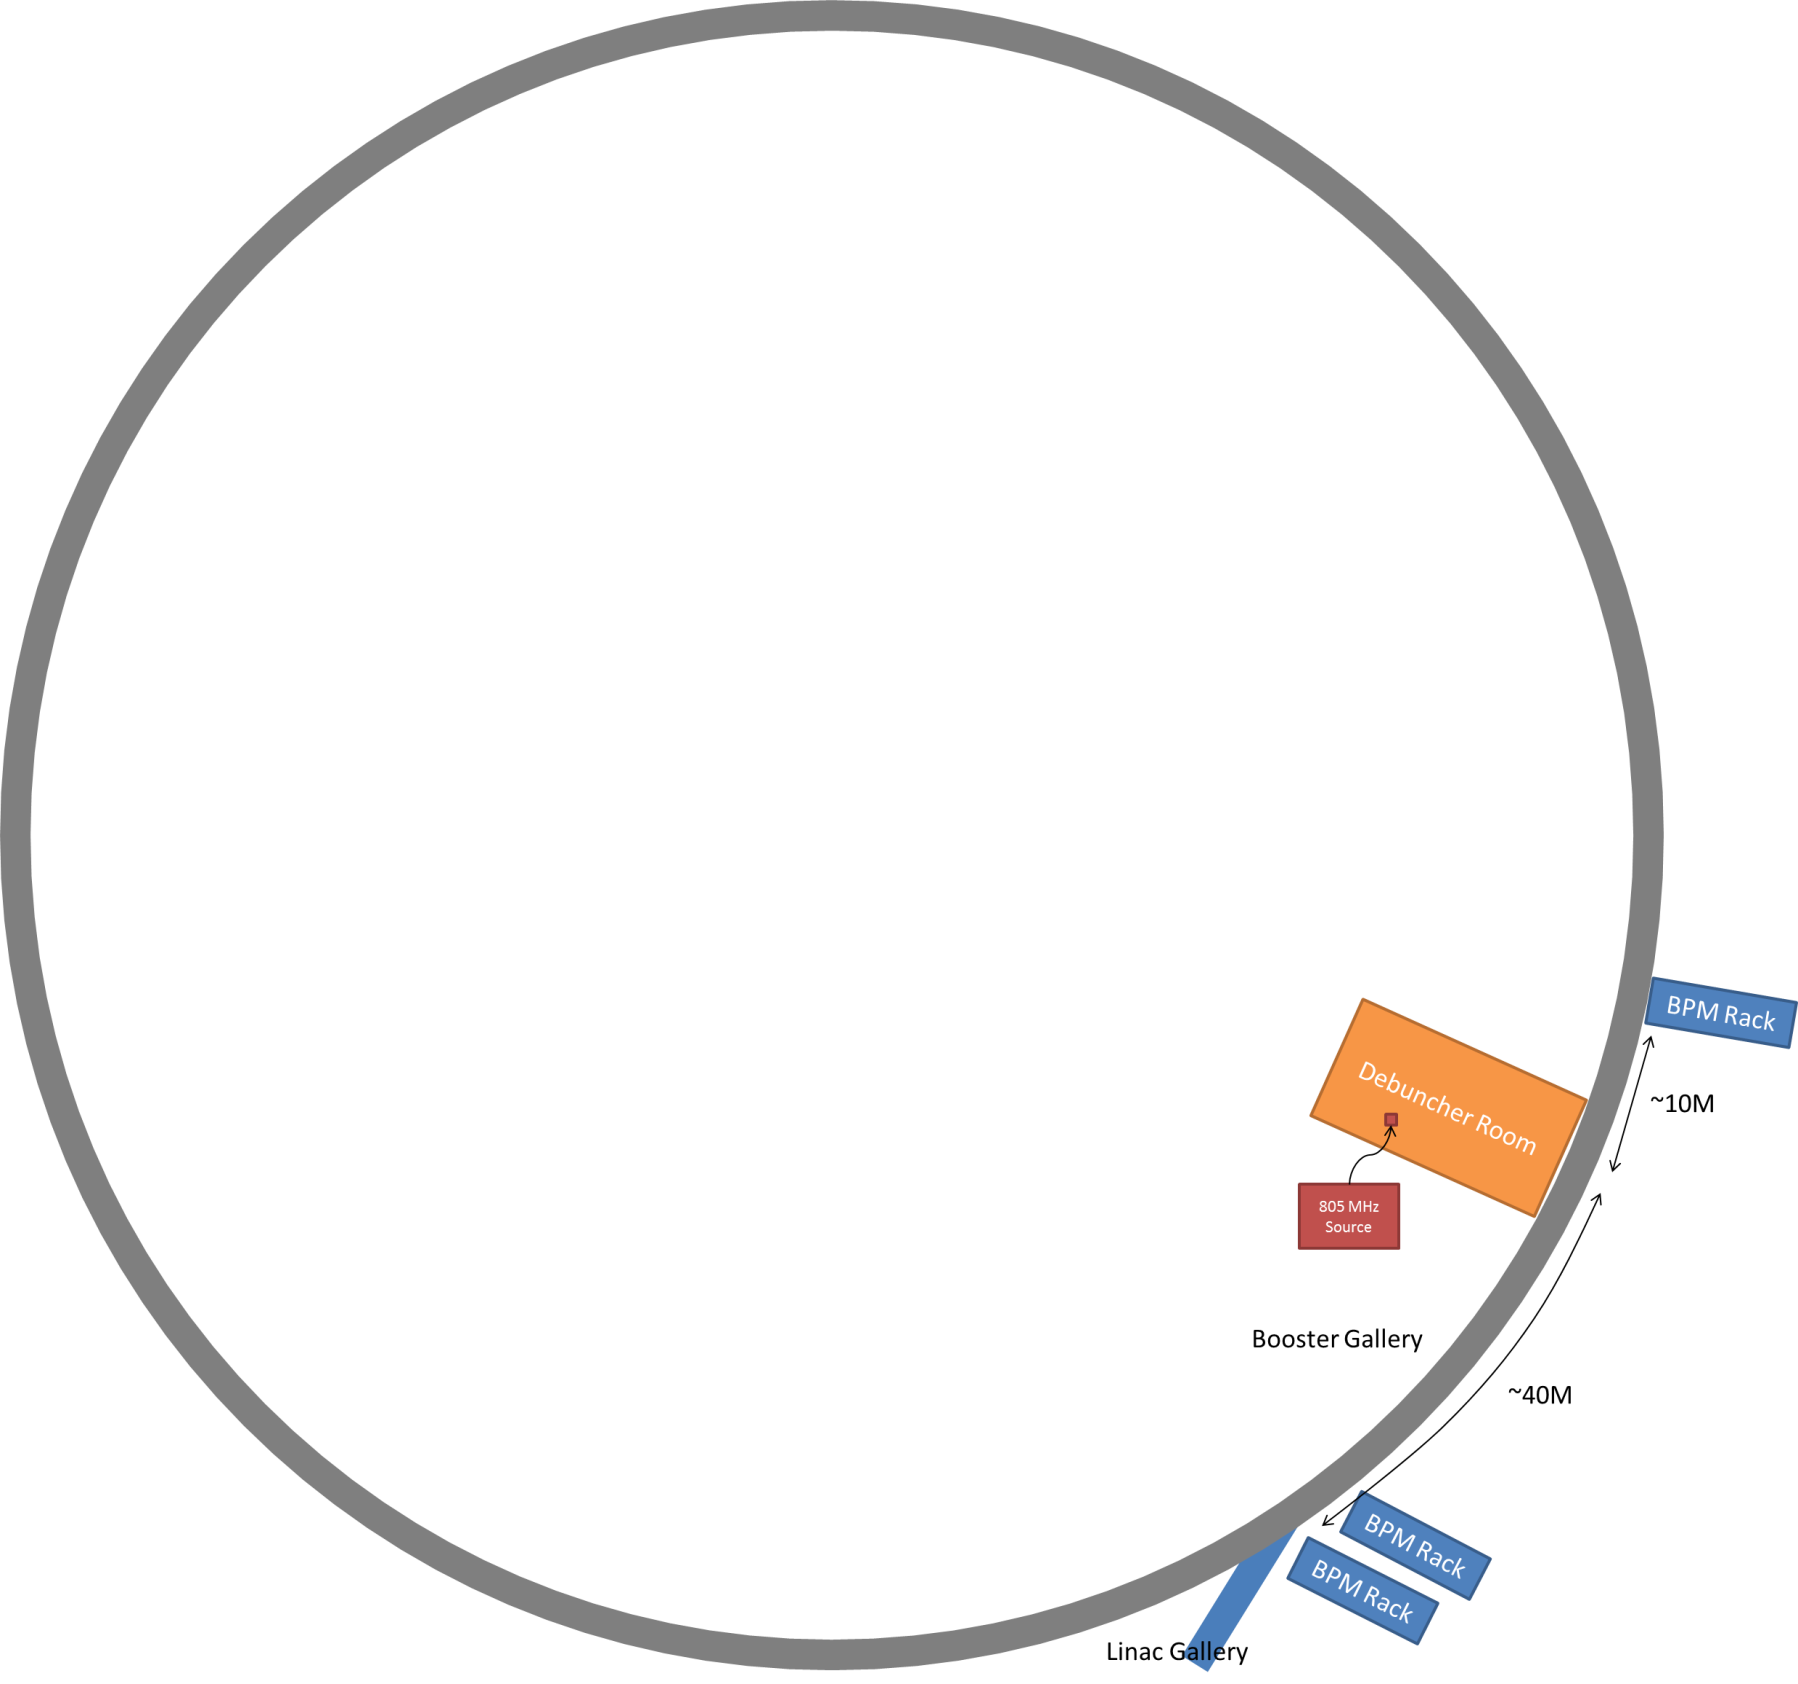 BPM Rack
Debuncher Room
~10M
805 MHz
Source
Booster Gallery
~40M
BPM Rack
BPM Rack
Linac Gallery